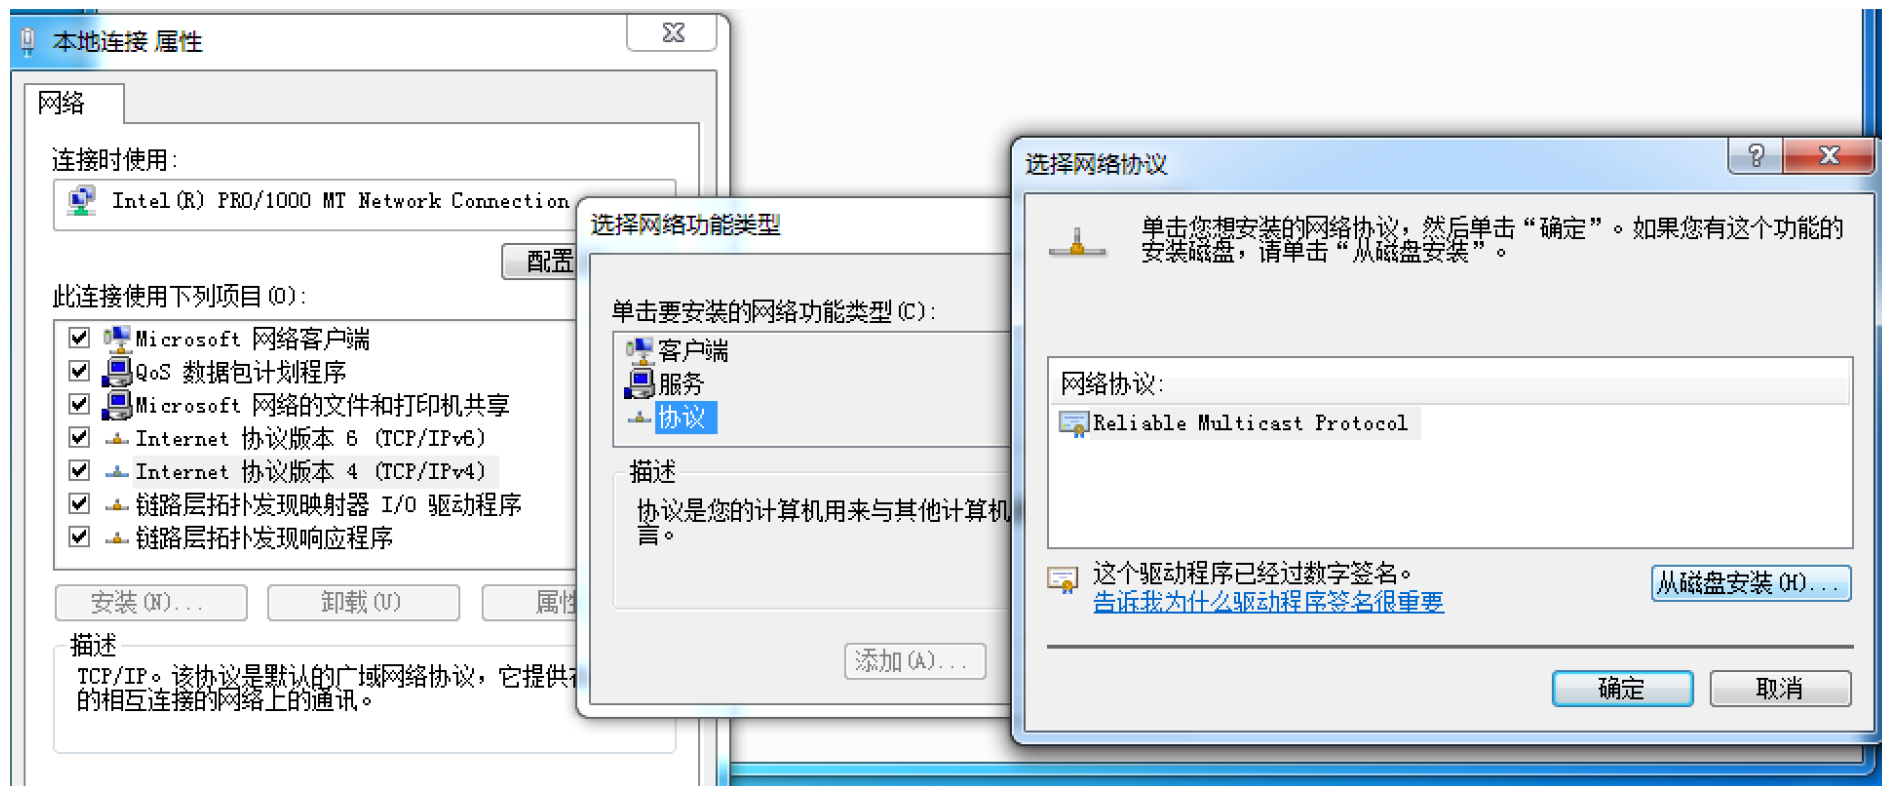 本地连接 属性
网络
连接时使用:
Intel(R) PRO/1000 MT Network Connection
配置
此连接使用下列项目(O):
Microsoft 网络客户端
QoS 数据包计划程序
Microsoft 网络的文件和打印机共享
Internet 协议版本 6 (TCP/IPv6)
Internet 协议版本 4 (TCP/IPv4)
链路层拓扑发现映射器 I/O 驱动程序
链路层拓扑发现响应程序
安装(N)...
卸载(U)
属性
描述
TCP/IP。该协议是默认的广域网络协议，它提供
的相互连接的网络上的通讯。
选择网络功能类型
单击要安装的网络功能类型(C):
客户端
服务
协议
描述
协议是您的计算机用来与其他计算机
言。
添加(A)...
选择网络协议
单击您想安装的网络协议，然后单击“确定”。如果您有这个功能的
安装磁盘，请单击“从磁盘安装”。
网络协议:
Reliable Multicast Protocol
这个驱动程序已经过数字签名。
告诉我为什么驱动程序签名很重要
从磁盘安装(H)...
确定
取消